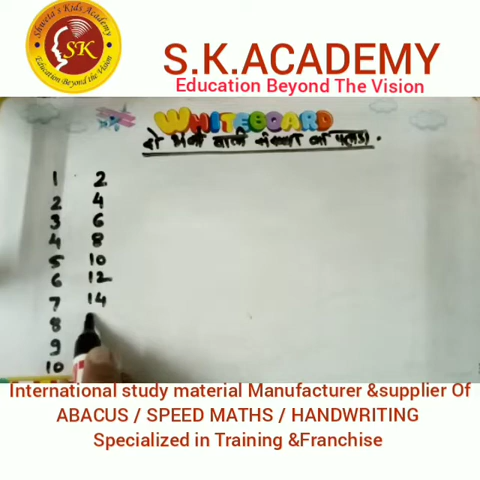 Shweta's Kids Academy
SK
Education Beyond the Vision
S.K.ACADEMY
Education Beyond The Vision
WHITEBOARD
दो अंको वाली संख्या का पहाडा.
1 2
2 4
3 6
4 8
5 10
6 12
7 14
8
9
10
International study material Manufacturer &supplier Of
ABACUS / SPEED MATHS / HANDWRITING
Specialized in Training &Franchise